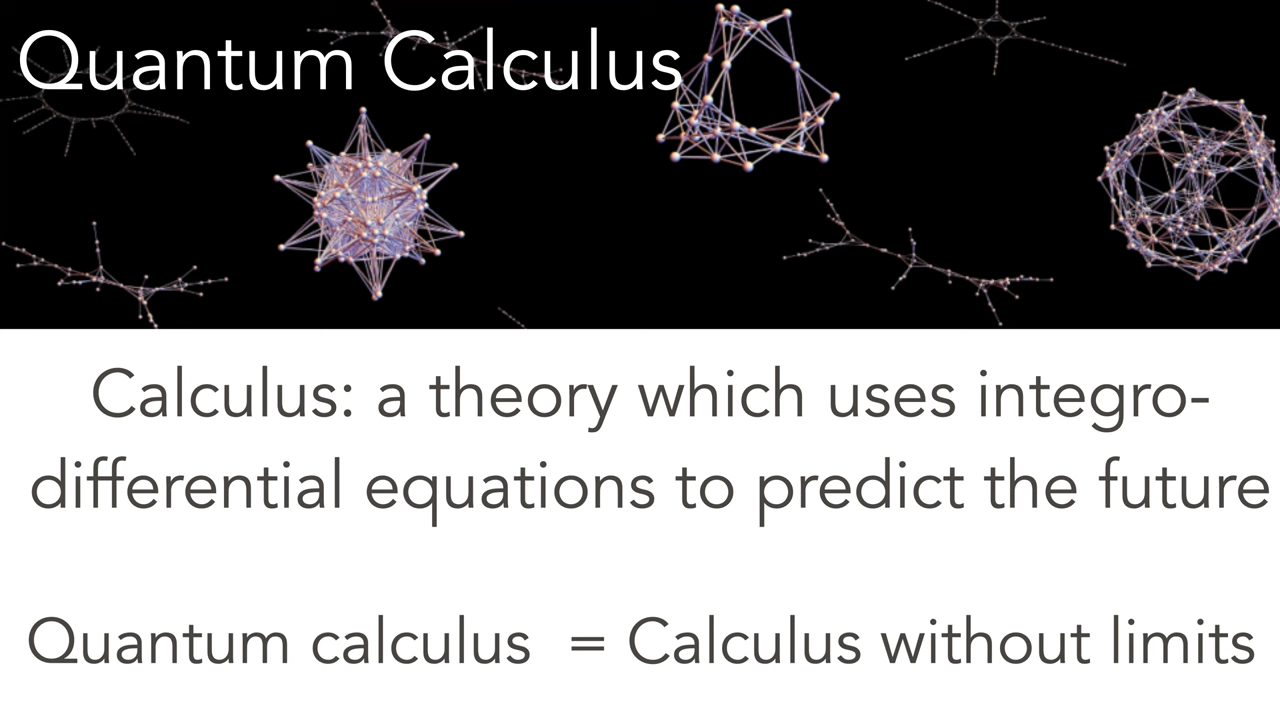 Quantum Calculus
Calculus: a theory which uses integro-
differential equations to predict the future
Quantum calculus = Calculus without limits